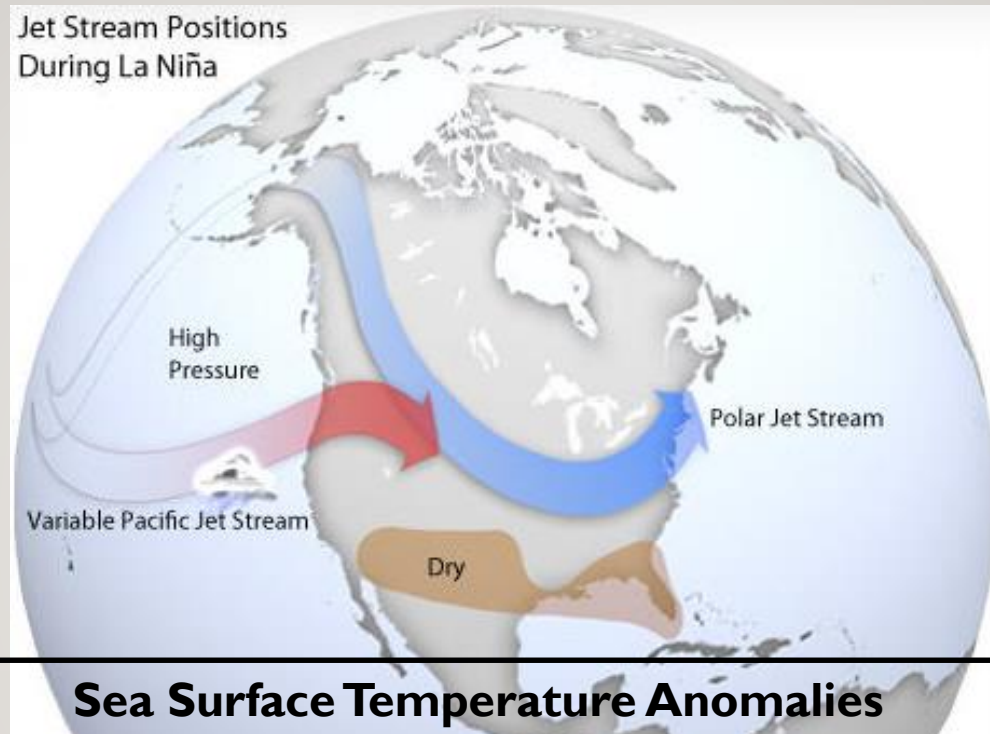 Jet Stream Positions
During La Niña
High
Pressure
Polar Jet Stream
Variable Pacific Jet Stream
Dry
Sea Surface Temperature Anomalies